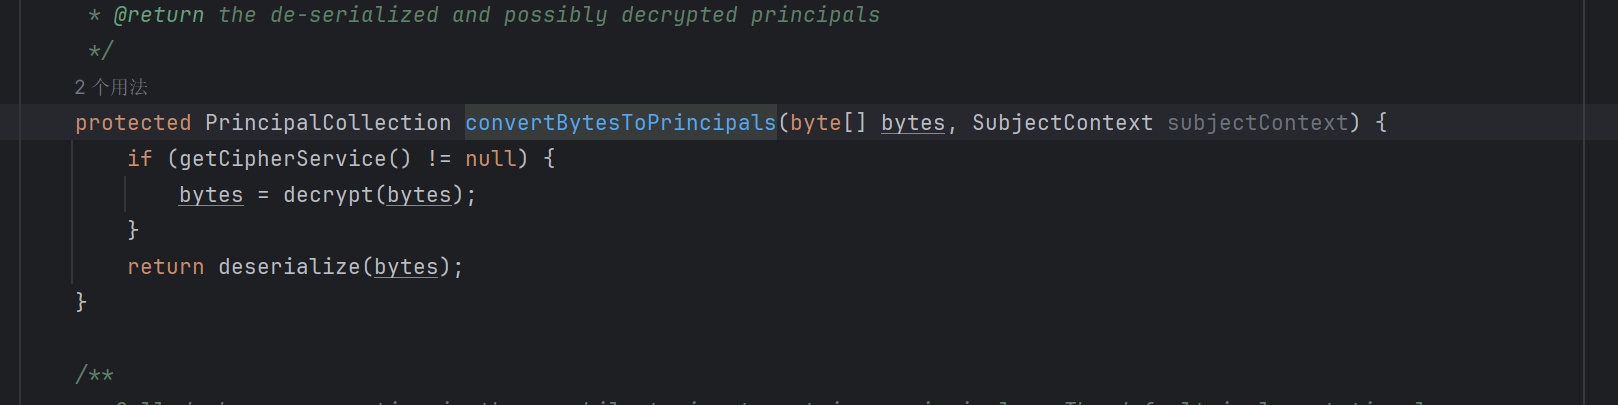 * @return the de-serialized and possibly decrypted principals
*/
2 个用法
protected PrincipalCollection convertBytesToPrincipals(byte[] bytes, SubjectContext subjectContext) {
if (getCipherService() != null) {
bytes = decrypt(bytes);
}
return deserialize(bytes);
}
/**